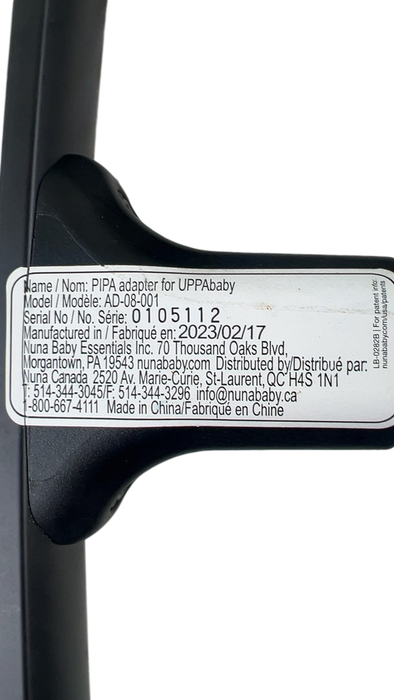 Name / Nom: PIPA adapter for UPPAbaby
Model / Modèle: AD-08-001
Serial No / No. Série: 0105112
Manufactured in / Fabriqué en: 2023/02/17
Nuna Baby Essentials Inc. 70 Thousand Oaks Blvd,
Morgantown, PA 19543 nunababy.com Distributed by/Distribué par:
Nuna Canada 2520 Av. Marie-Curie, St-Laurent, QC H4S 1N1
T: 514-344-3045/F: 514-344-3296 info@nunababy.ca
1-800-667-4111 Made in China/Fabriqué en Chine
LB-0282B | For patent info
nunababy.com/usa/patents